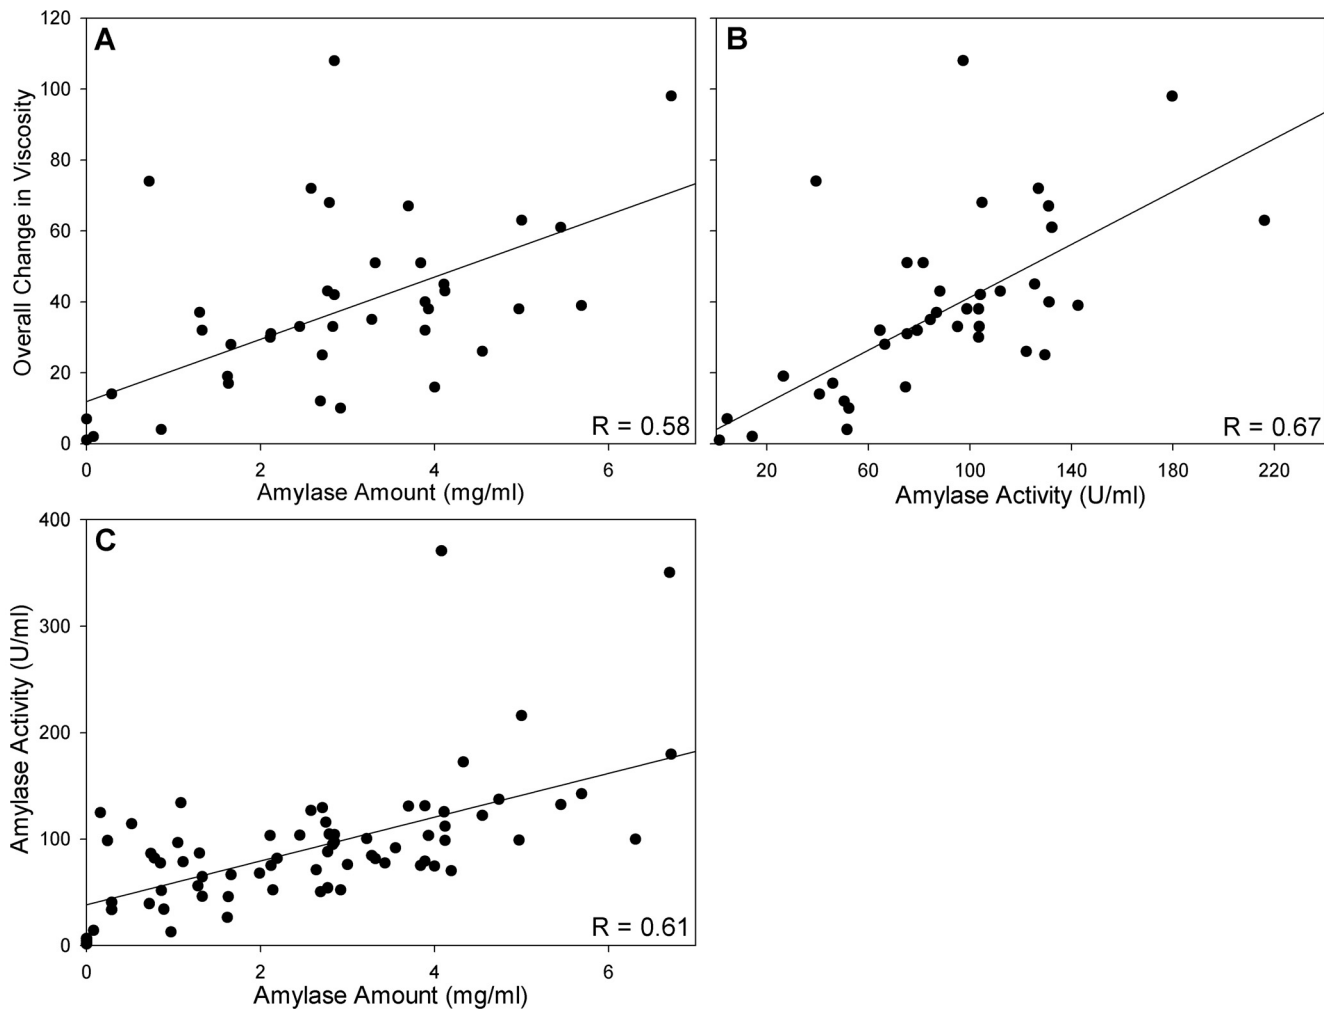 A
B
120
100
80
60
40
20
0
Overall Change in Viscosity
R = 0.58
R = 0.67
0 2 4 6
20 60 100 140 180 220
Amylase Amount (mg/ml)
Amylase Activity (U/ml)
C
400
300
200
100
0
Amylase Activity (U/ml)
R = 0.61
0 2 4 6
Amylase Amount (mg/ml)